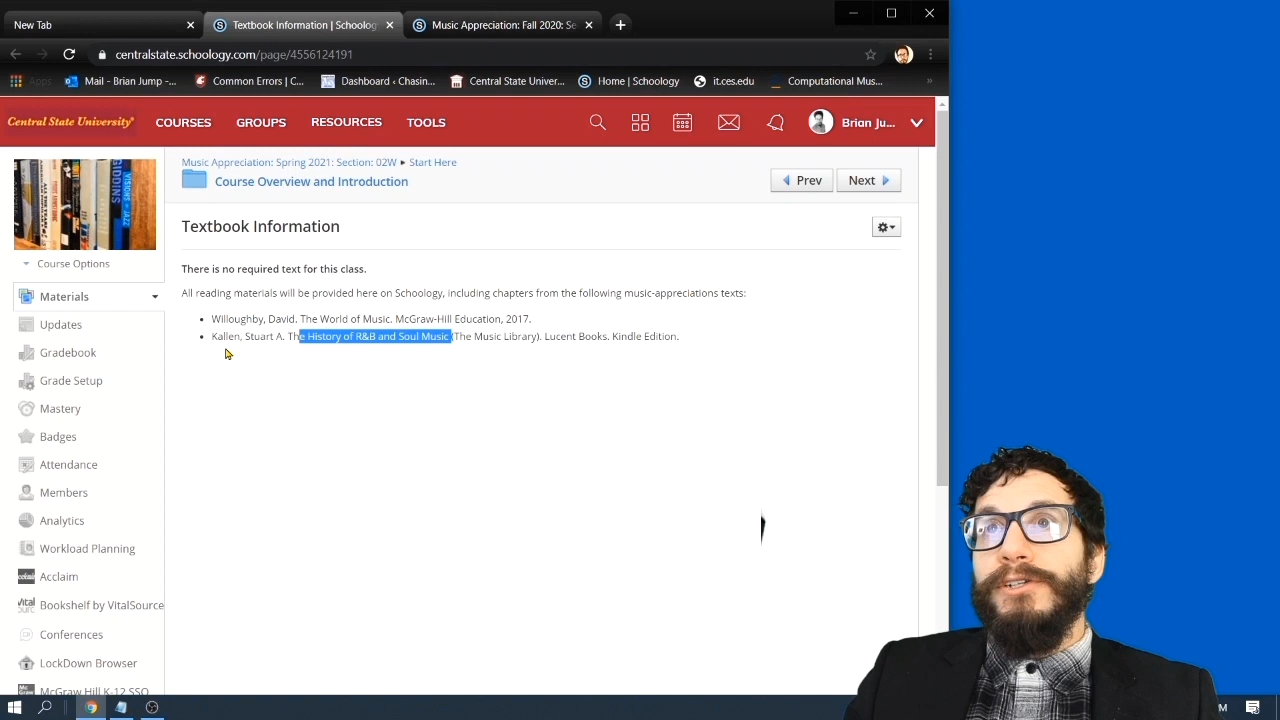 New Tab
Textbook Information | Schoolog
Music Appreciation: Fall 2020: Se
centralstate.schoology.com/page/4556124191
Apps Mail - Brian Jump -... Common Errors | C... Dashboard ‹ Chasin... Central State Univer... Home | Schoology it.cse.edu Computational Mus... »
Central State University COURSES GROUPS RESOURCES TOOLS Brian Ju...
Music Appreciation: Spring 2021: Section: 02W ▸ Start Here
Course Overview and Introduction
Prev
Next
Textbook Information
There is no required text for this class.
All reading materials will be provided here on Schoology, including chapters from the following music-appreciations texts:
• Willoughby, David. The World of Music. McGraw-Hill Education, 2017.
• Kallen, Stuart A. The History of R&B and Soul Music (The Music Library). Lucent Books. Kindle Edition.
Course Options
Materials
Updates
Gradebook
Grade Setup
Mastery
Badges
Attendance
Members
Analytics
Workload Planning
Acclaim
Bookshelf by VitalSource
Conferences
LockDown Browser
McGraw Hill K-12 SSO
M